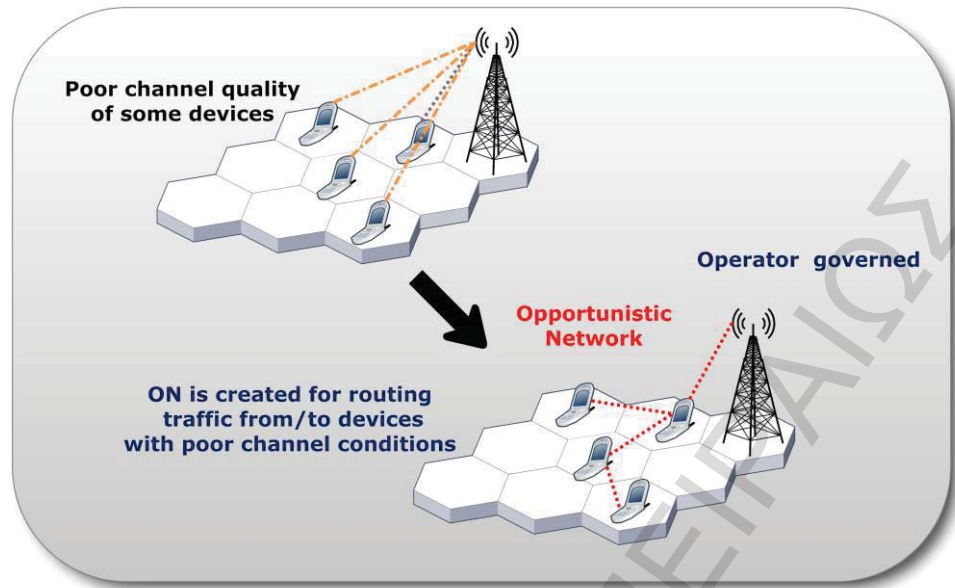 Poor channel quality
of some devices
Operator governed
Opportunistic
Network
ON is created for routing
traffic from/to devices
with poor channel conditions
ΠΕΙΡΑΙΩΣ